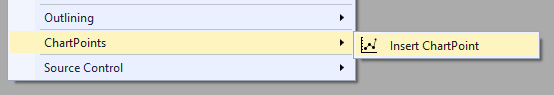 Outlining
ChartPoints
Insert ChartPoint
Source Control